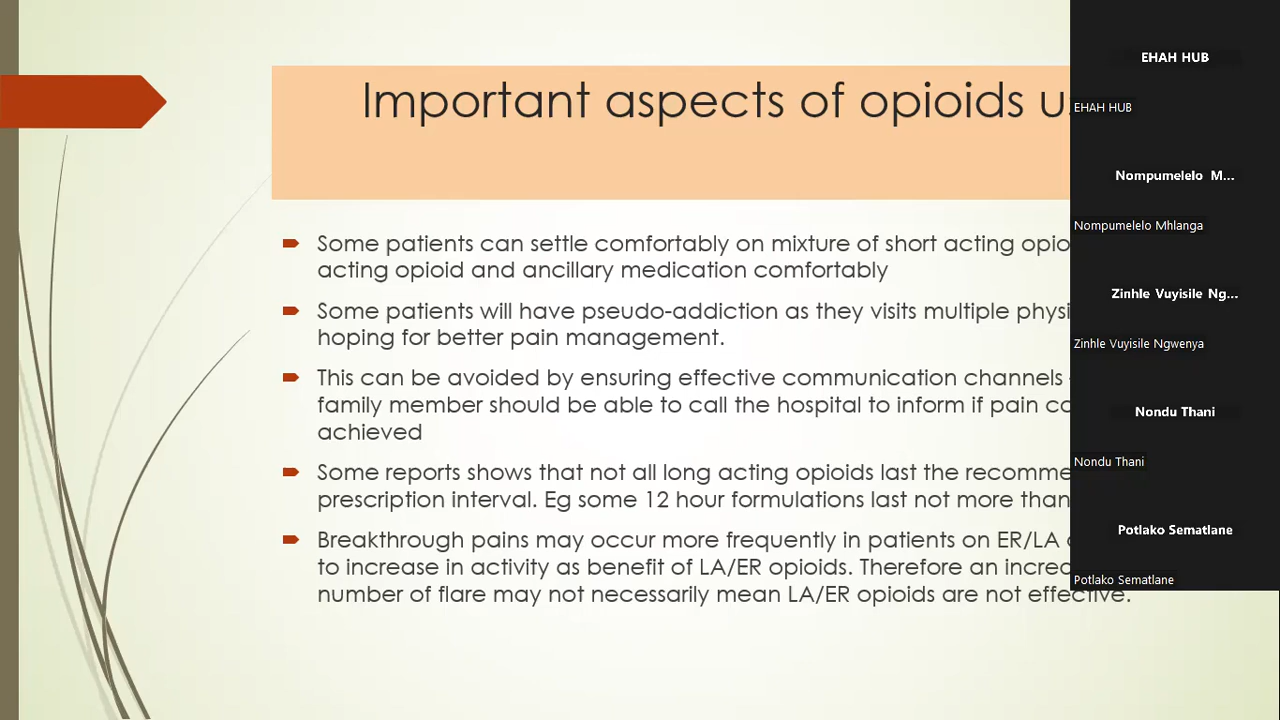 Important aspects of opioids
Some patients can settle comfortably on mixture of short acting
acting opioid and ancillary medication comfortably
Some patients will have pseudo-addiction as they visits multiple
hoping for better pain management.
This can be avoided by ensuring effective communication channels
family member should be able to call the hospital to inform if pain
achieved
Some reports shows that not all long acting opioids last the
prescription interval. Eg some 12 hour formulations last not more than
Breakthrough pains may occur more frequently in patients on ER/LA
to increase in activity as benefit of LA/ER opioids. Therefore an
number of flare may not necessarily mean LA/ER opioids are not effective.
EHAH HUB
EHAH HUB
Nompumelelo M...
Nompumelelo Mhlanga
Zinhle Vuyisile Ng...
Zinhle Vuyisile Ngwenya
Nondu Thani
Nondu Thani
Potlako Sematlane
Potlako Sematlane